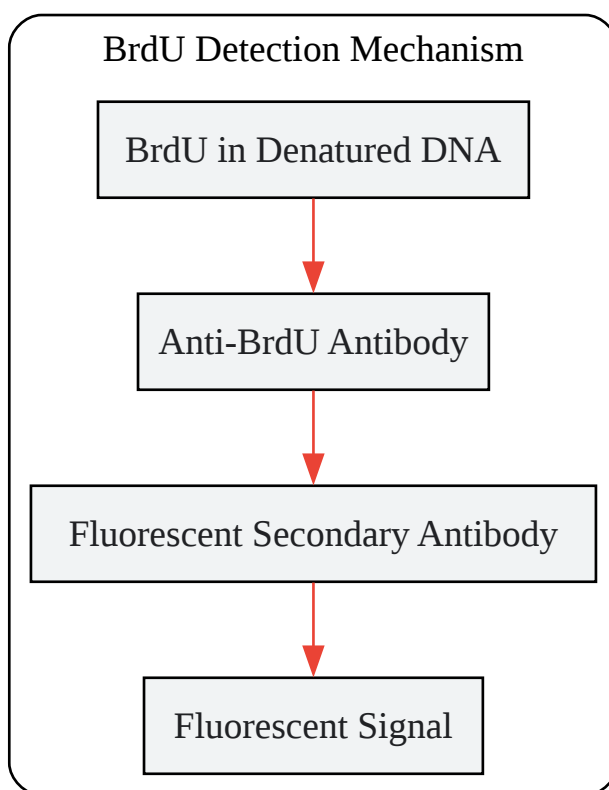 BrdU Detection Mechanism
BrdU in Denatured DNA
Anti-BrdU Antibody
Fluorescent Secondary Antibody
Fluorescent Signal